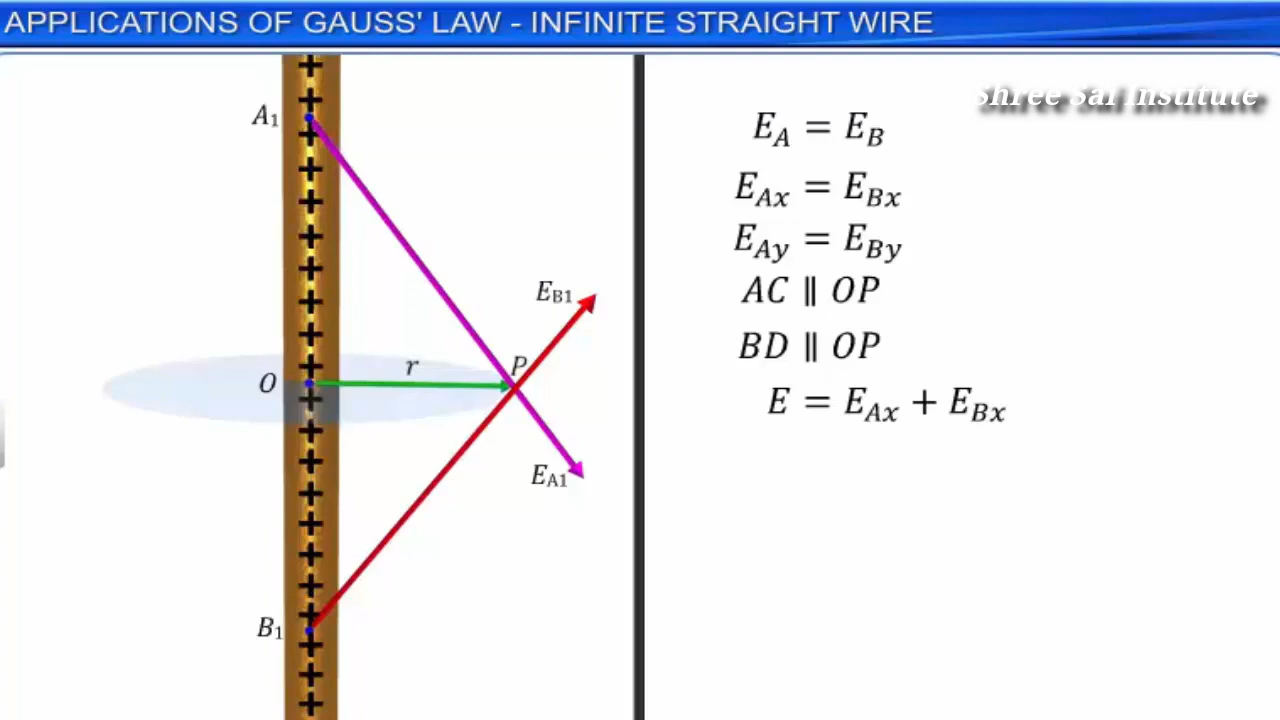 APPLICATIONS OF GAUSS' LAW - INFINITE STRAIGHT WIRE
Shree Sai Institute
A₁
E_B1
r
P
O
E_A1
B₁
E_A = E_B
E_Ax = E_Bx
E_Ay = E_By
AC ∥ OP
BD ∥ OP
E = E_Ax + E_Bx